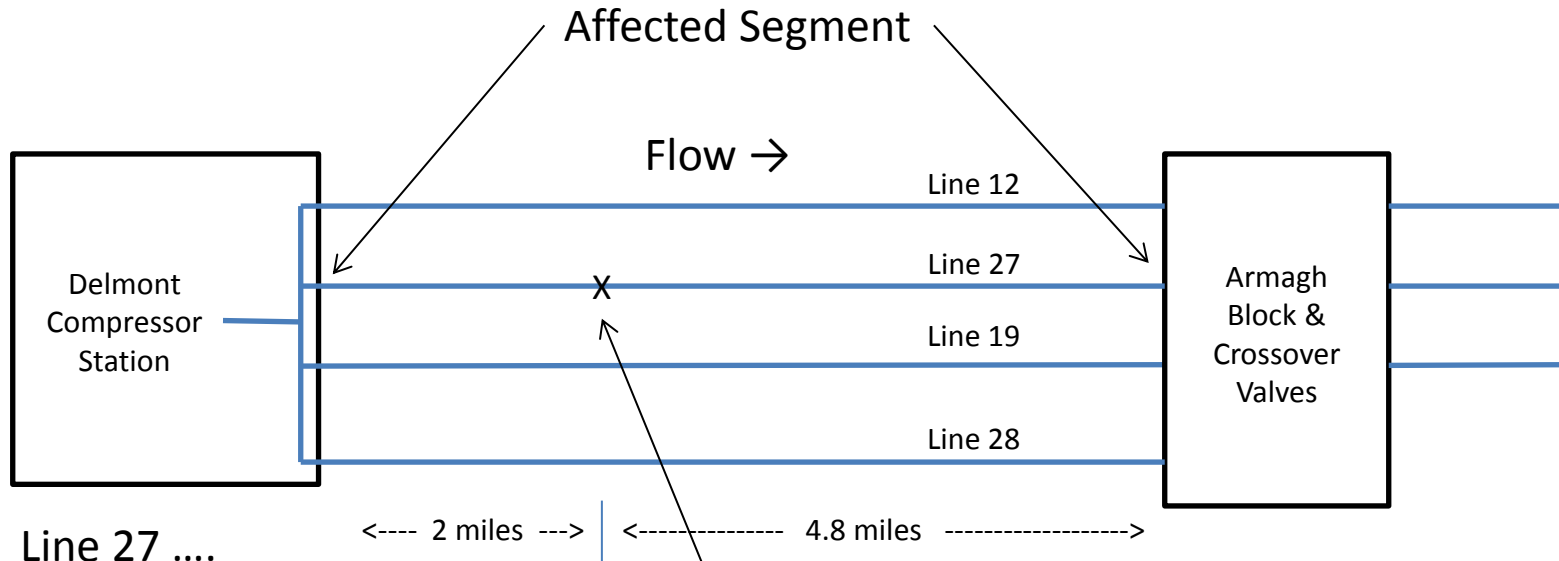 Affected Segment
Flow →
Line 12
Line 27
Line 19
Line 28
Delmont
Compressor
Station
X
Armagh
Block &
Crossover
Valves
<---- 2 miles --->
<-------------- 4.8 miles -------------------->
Line 27 ….